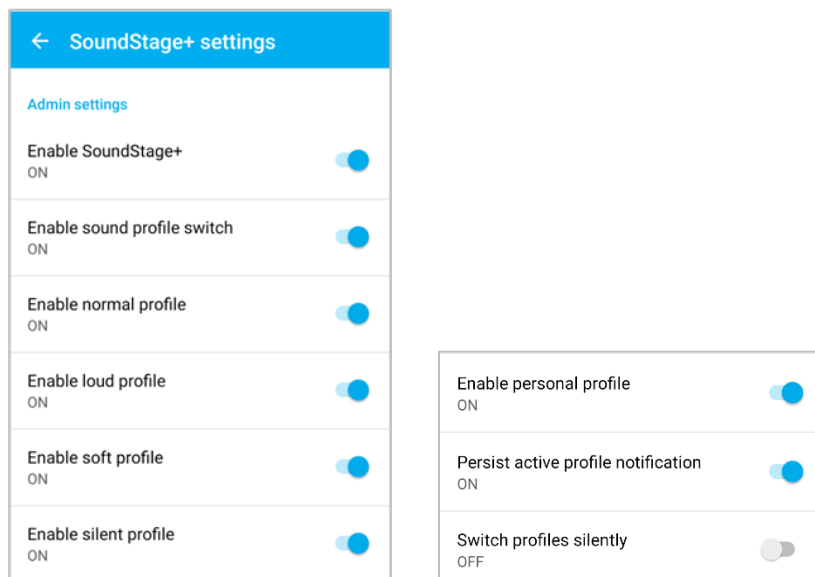 SoundStage+ settings
Admin settings
Enable SoundStage+
ON
Enable sound profile switch
ON
Enable normal profile
ON
Enable loud profile
ON
Enable soft profile
ON
Enable silent profile
ON
Enable personal profile
ON
Persist active profile notification
ON
Switch profiles silently
OFF